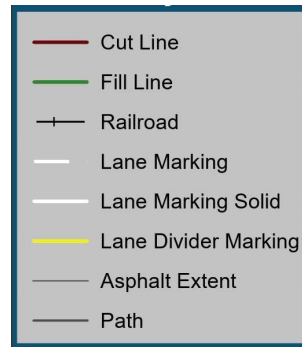 Cut Line
Fill Line
Railroad
Lane Marking
Lane Marking Solid
Lane Divider Marking
Asphalt Extent
Path